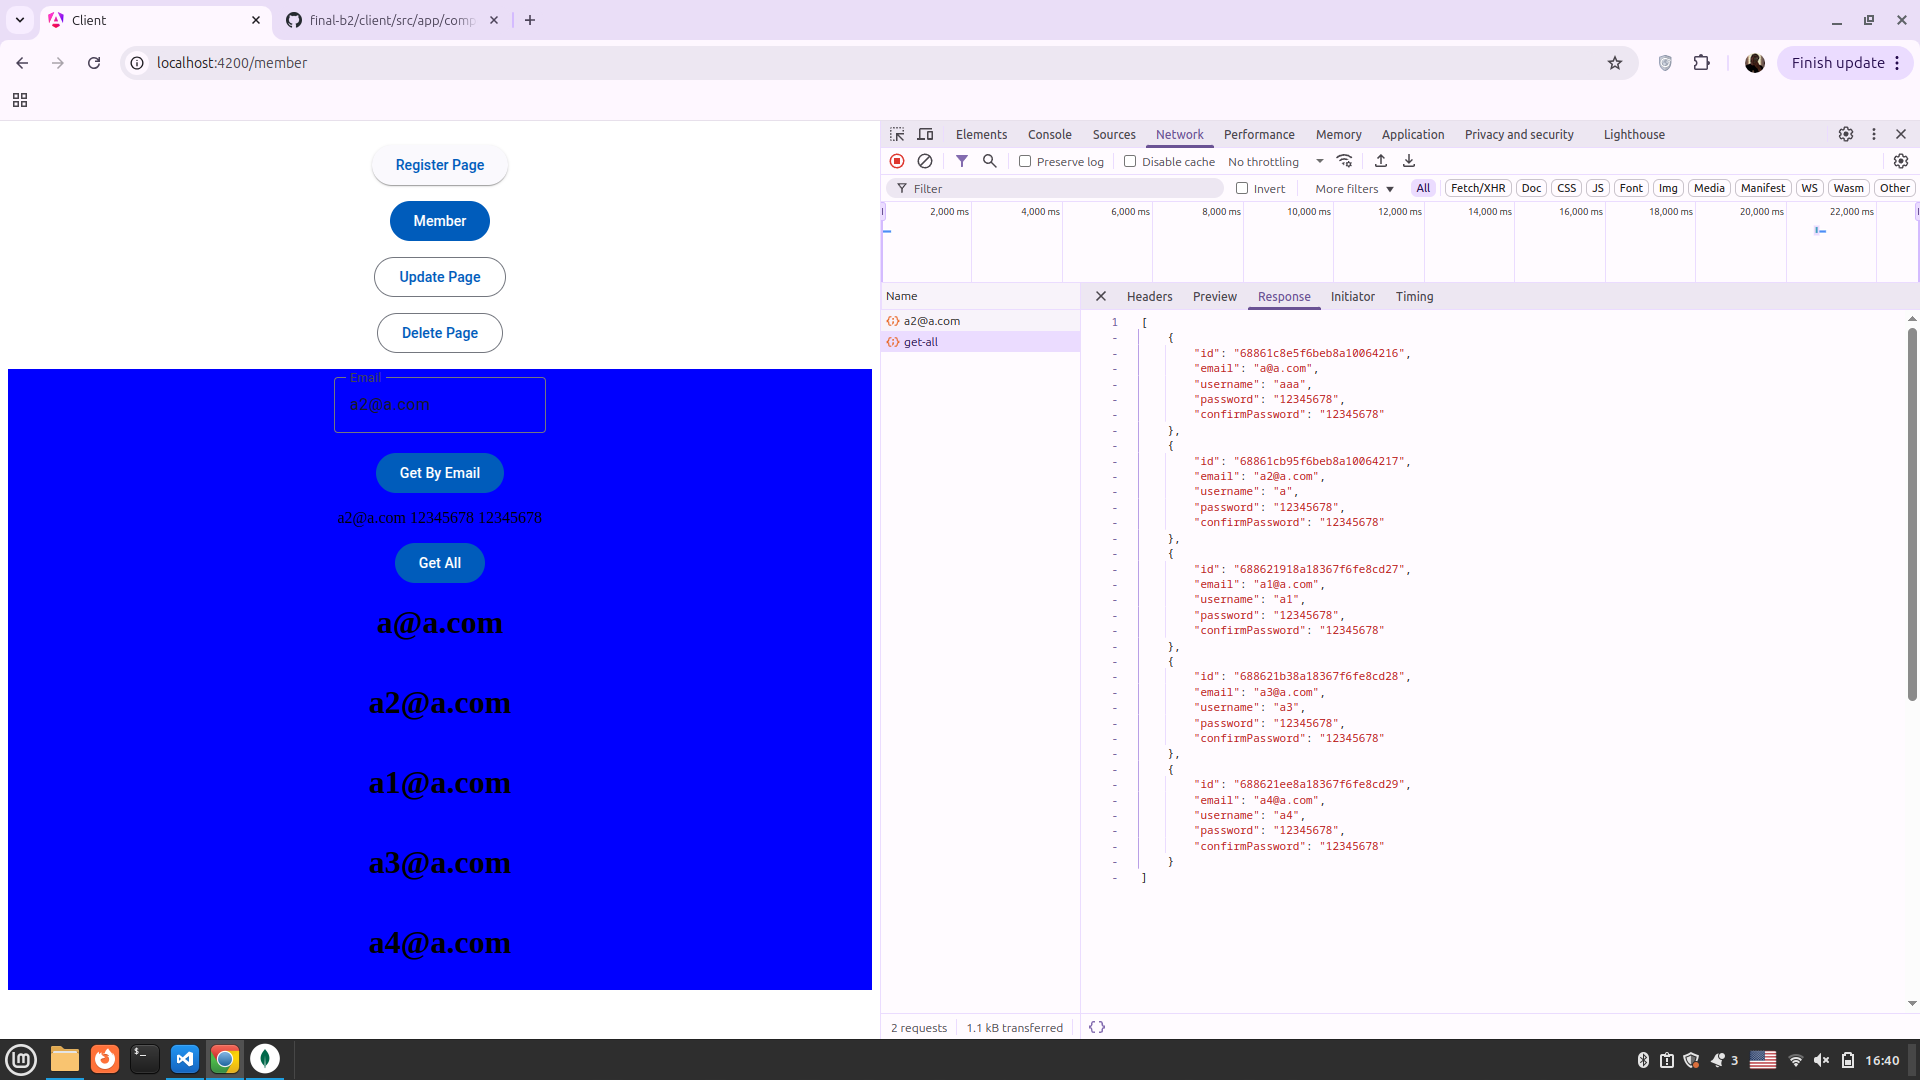 Client
final-b2/client/src/app/comp
localhost:4200/member
Finish update
Register Page
Member
Update Page
Delete Page
Email
a2@a.com
Get By Email
a2@a.com 12345678 12345678
Get All
a@a.com
a2@a.com
a1@a.com
a3@a.com
a4@a.com
Elements Console Sources Network Performance Memory Application Privacy and security Lighthouse
Preserve log Disable cache No throttling
Filter Invert More filters All Fetch/XHR Doc CSS JS Font Img Media Manifest WS Wasm Other
2,000 ms 4,000 ms 6,000 ms 8,000 ms 10,000 ms 12,000 ms 14,000 ms 16,000 ms 18,000 ms 20,000 ms 22,000 ms
Name
a2@a.com
get-all
Headers Preview Response Initiator Timing
1 [
- {
- "id": "68861c8e5f6beb8a10064216",
- "email": "a@a.com",
- "username": "aaa",
- "password": "12345678",
- "confirmPassword": "12345678"
- },
- {
- "id": "68861cb95f6beb8a10064217",
- "email": "a2@a.com",
- "username": "a",
- "password": "12345678",
- "confirmPassword": "12345678"
- },
- {
- "id": "688621918a18367f6fe8cd27",
- "email": "a1@a.com",
- "username": "a1",
- "password": "12345678",
- "confirmPassword": "12345678"
- },
- {
- "id": "688621b38a18367f6fe8cd28",
- "email": "a3@a.com",
- "username": "a3",
- "password": "12345678",
- "confirmPassword": "12345678"
- },
- {
- "id": "688621ee8a18367f6fe8cd29",
- "email": "a4@a.com",
- "username": "a4",
- "password": "12345678",
- "confirmPassword": "12345678"
- }
- ]
2 requests 1.1 kB transferred {}
3 16:40